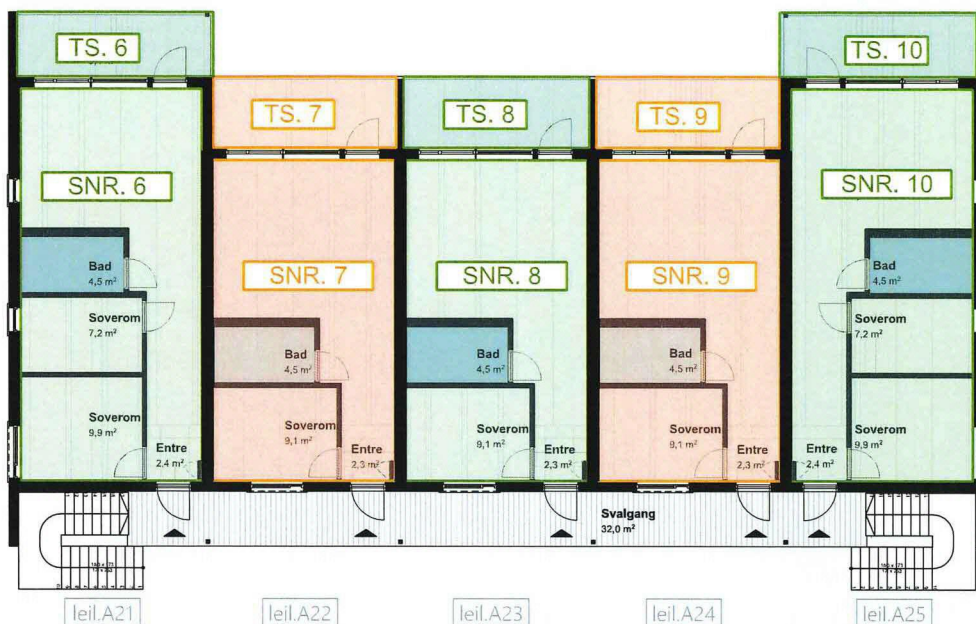 TS. 6
TS. 7
TS. 8
TS. 9
TS. 10
SNR. 6
SNR. 7
SNR. 8
SNR. 9
SNR. 10
Bad
4,5 m²
Soverom
7,2 m²
Soverom
9,9 m²
Entre
2,4 m²
Bad
4,5 m²
Soverom
9,1 m²
Entre
2,3 m²
Bad
4,5 m²
Soverom
9,1 m²
Entre
2,3 m²
Bad
4,5 m²
Soverom
9,1 m²
Entre
2,3 m²
Bad
4,5 m²
Soverom
7,2 m²
Soverom
9,9 m²
Entre
2,4 m²
Svalgang
32,0 m²
leil.A21
leil.A22
leil.A23
leil.A24
leil.A25